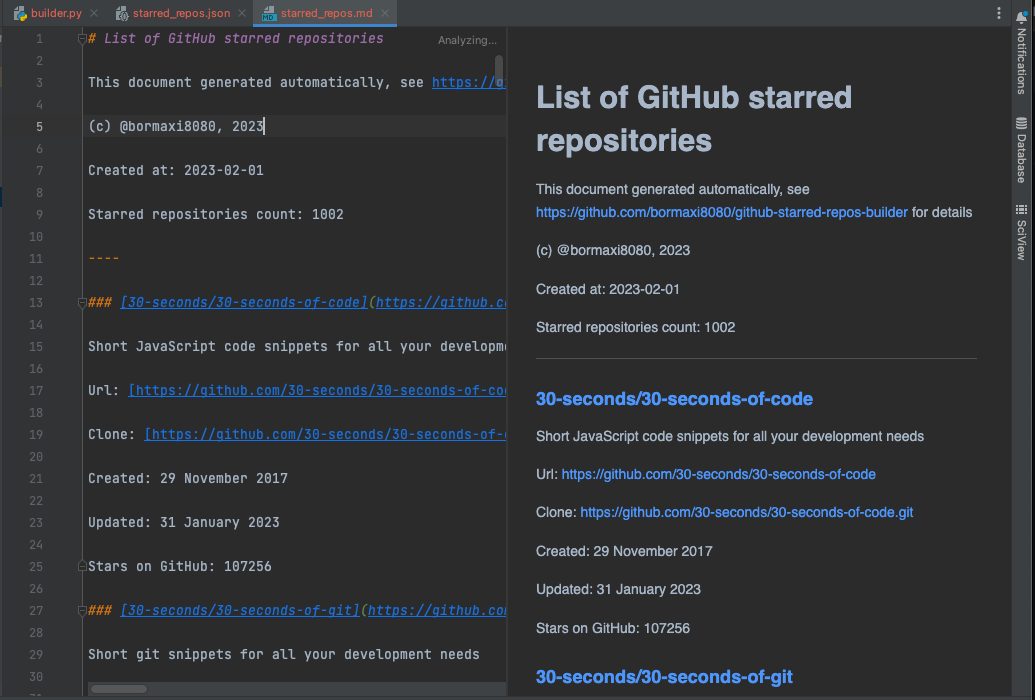 builder.py
starred_repos.json
starred_repos.md
Analyzing...
1 # List of GitHub starred repositories
2
3 This document generated automatically, see https://g
4
5 (c) @bormaxi8080, 2023
6
7 Created at: 2023-02-01
8
9 Starred repositories count: 1002
10
11 ----
12
13 ### [30-seconds/30-seconds-of-code](https://github.c
14
15 Short JavaScript code snippets for all your developm
16
17 Url: [https://github.com/30-seconds/30-seconds-of-co
18
19 Clone: [https://github.com/30-seconds/30-seconds-of-
20
21 Created: 29 November 2017
22
23 Updated: 31 January 2023
24
25 Stars on GitHub: 107256
26
27 ### [30-seconds/30-seconds-of-git](https://github.co
28
29 Short git snippets for all your development needs
30
List of GitHub starred
repositories
This document generated automatically, see
https://github.com/bormaxi8080/github-starred-repos-builder for details
(c) @bormaxi8080, 2023
Created at: 2023-02-01
Starred repositories count: 1002
30-seconds/30-seconds-of-code
Short JavaScript code snippets for all your development needs
Url: https://github.com/30-seconds/30-seconds-of-code
Clone: https://github.com/30-seconds/30-seconds-of-code.git
Created: 29 November 2017
Updated: 31 January 2023
Stars on GitHub: 107256
30-seconds/30-seconds-of-git
Notifications
Database
SciView